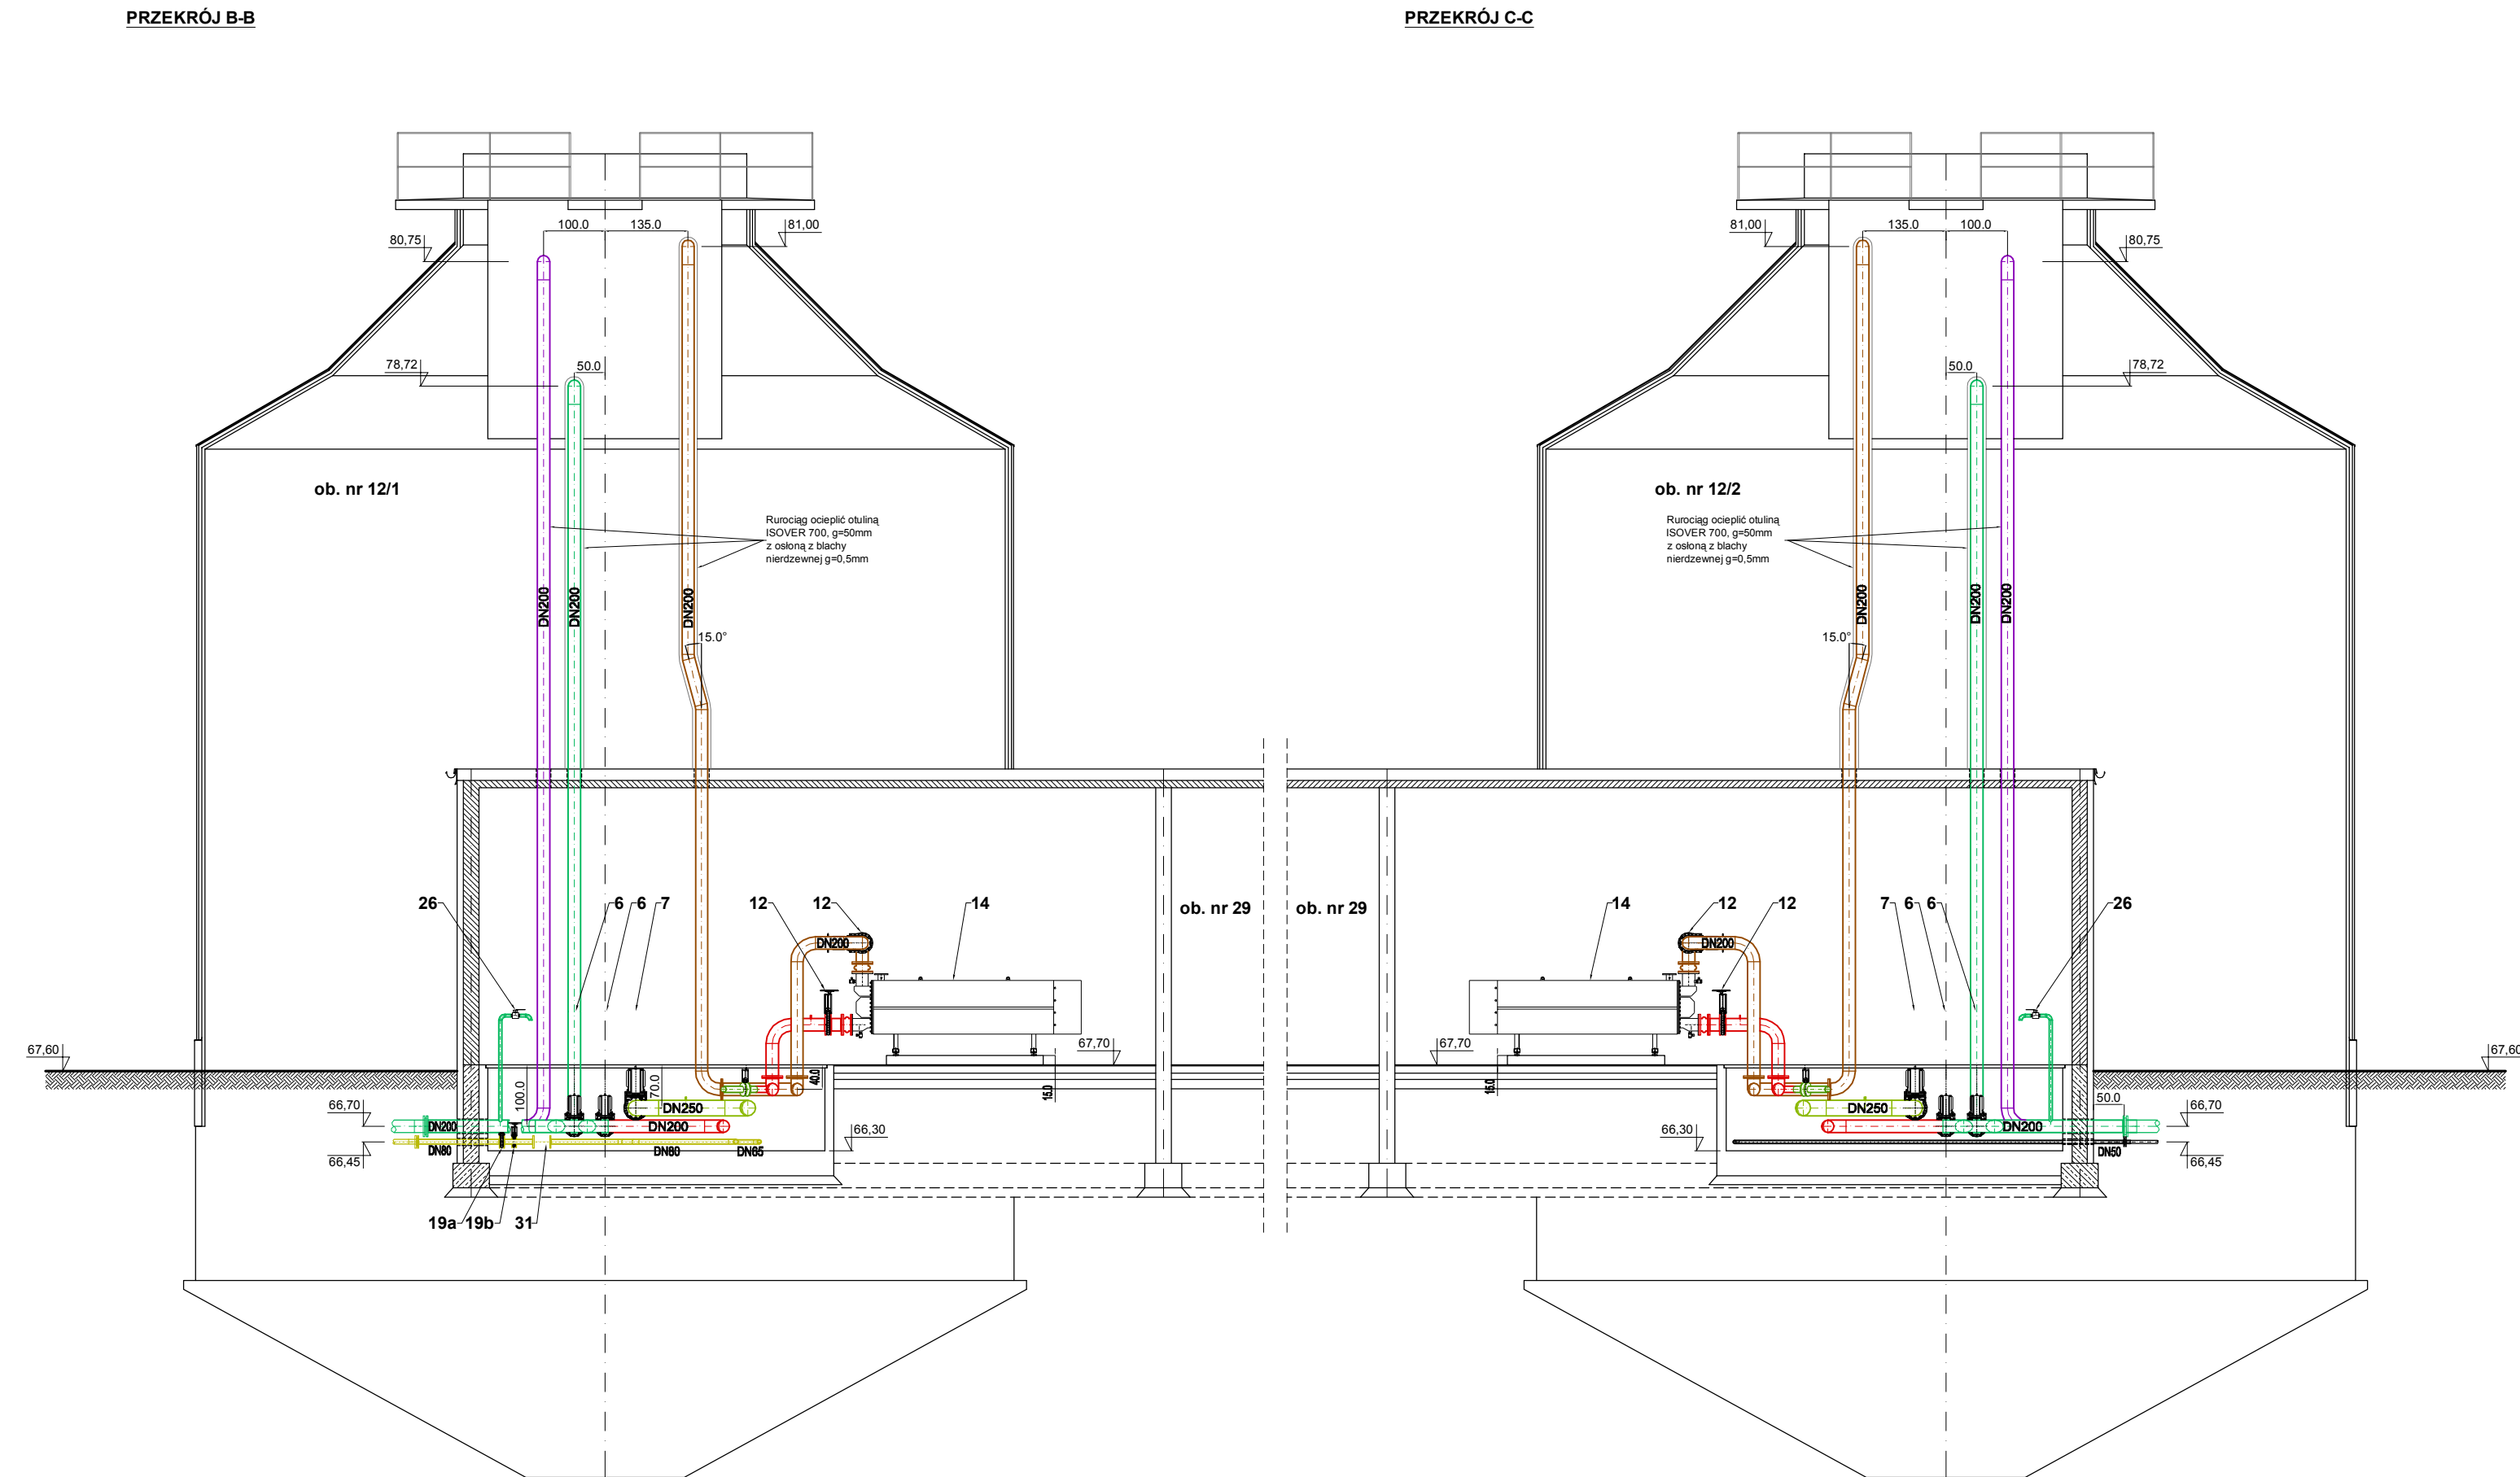 PRZEKRÓJ B-B
PRZEKRÓJ C-C
100.0
135.0
81,00
80,75
81,00
135.0
100.0
80,75
78,72
50.0
50.0
78,72
ob. nr 12/1
ob. nr 12/2
Rurociąg ocieplić otuliną
ISOVER 700, g=50mm
z osłoną z blachy
nierdzewnej g=0,5mm
Rurociąg ocieplić otuliną
ISOVER 700, g=50mm
z osłoną z blachy
nierdzewnej g=0,5mm
DN200
DN200
DN200
DN200
DN200
DN200
15.0°
15.0°
26
6
6
7
12
12
14
ob. nr 29
ob. nr 29
14
12
12
7
6
6
26
DN200
DN200
67,60
67,70
67,70
67,60
100.0
70.0
40.0
15.0
15.0
50.0
66,70
DN200
DN250
DN200
DN250
DN200
66,70
66,45
DN80
DN80
DN65
66,30
66,30
DN50
66,45
19a
19b
31